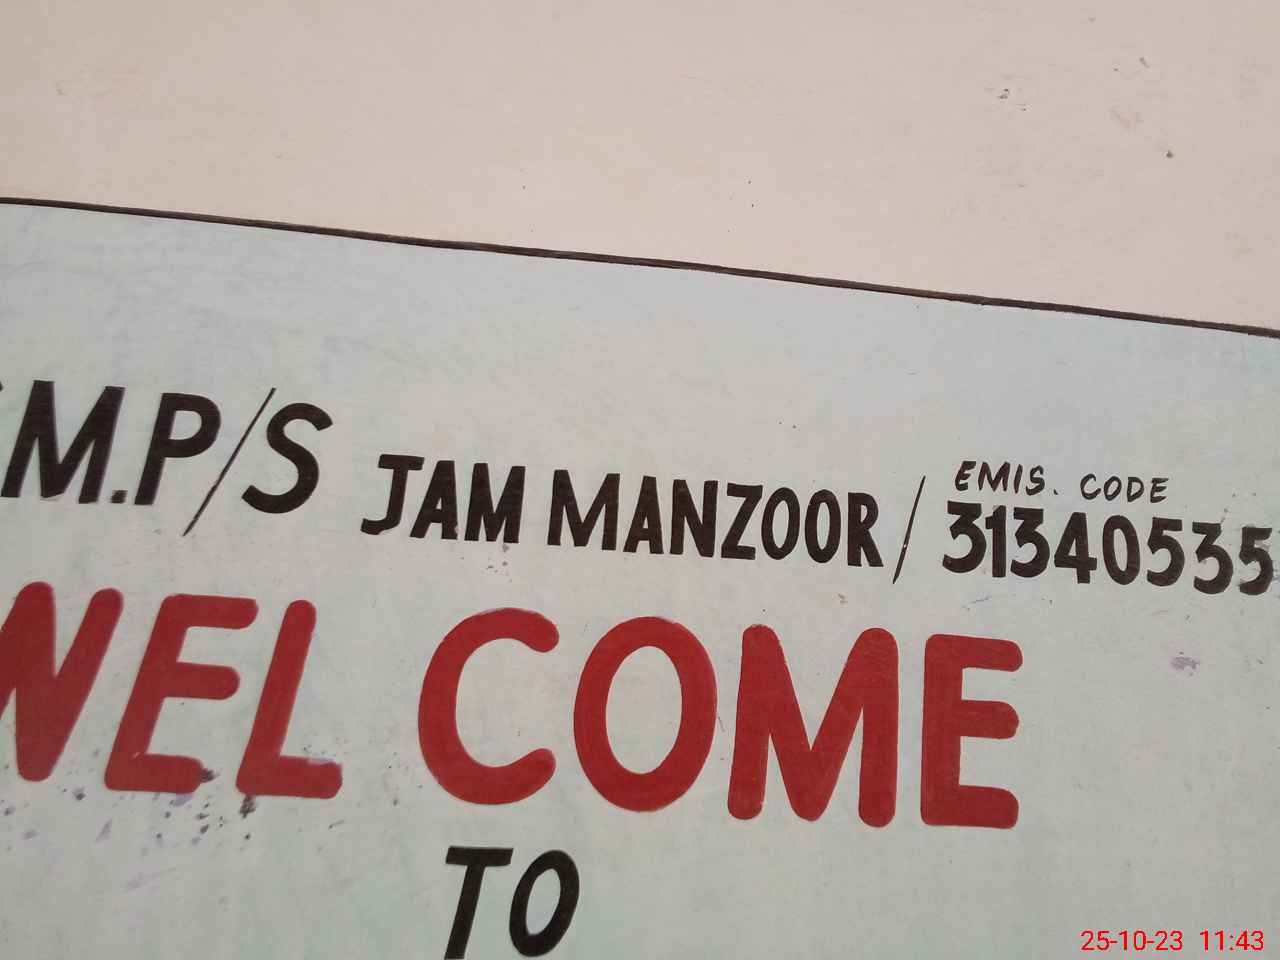 M.P/S JAM MANZOOR / EMIS. CODE 31340535
WEL COME
TO
25-10-23 11:43